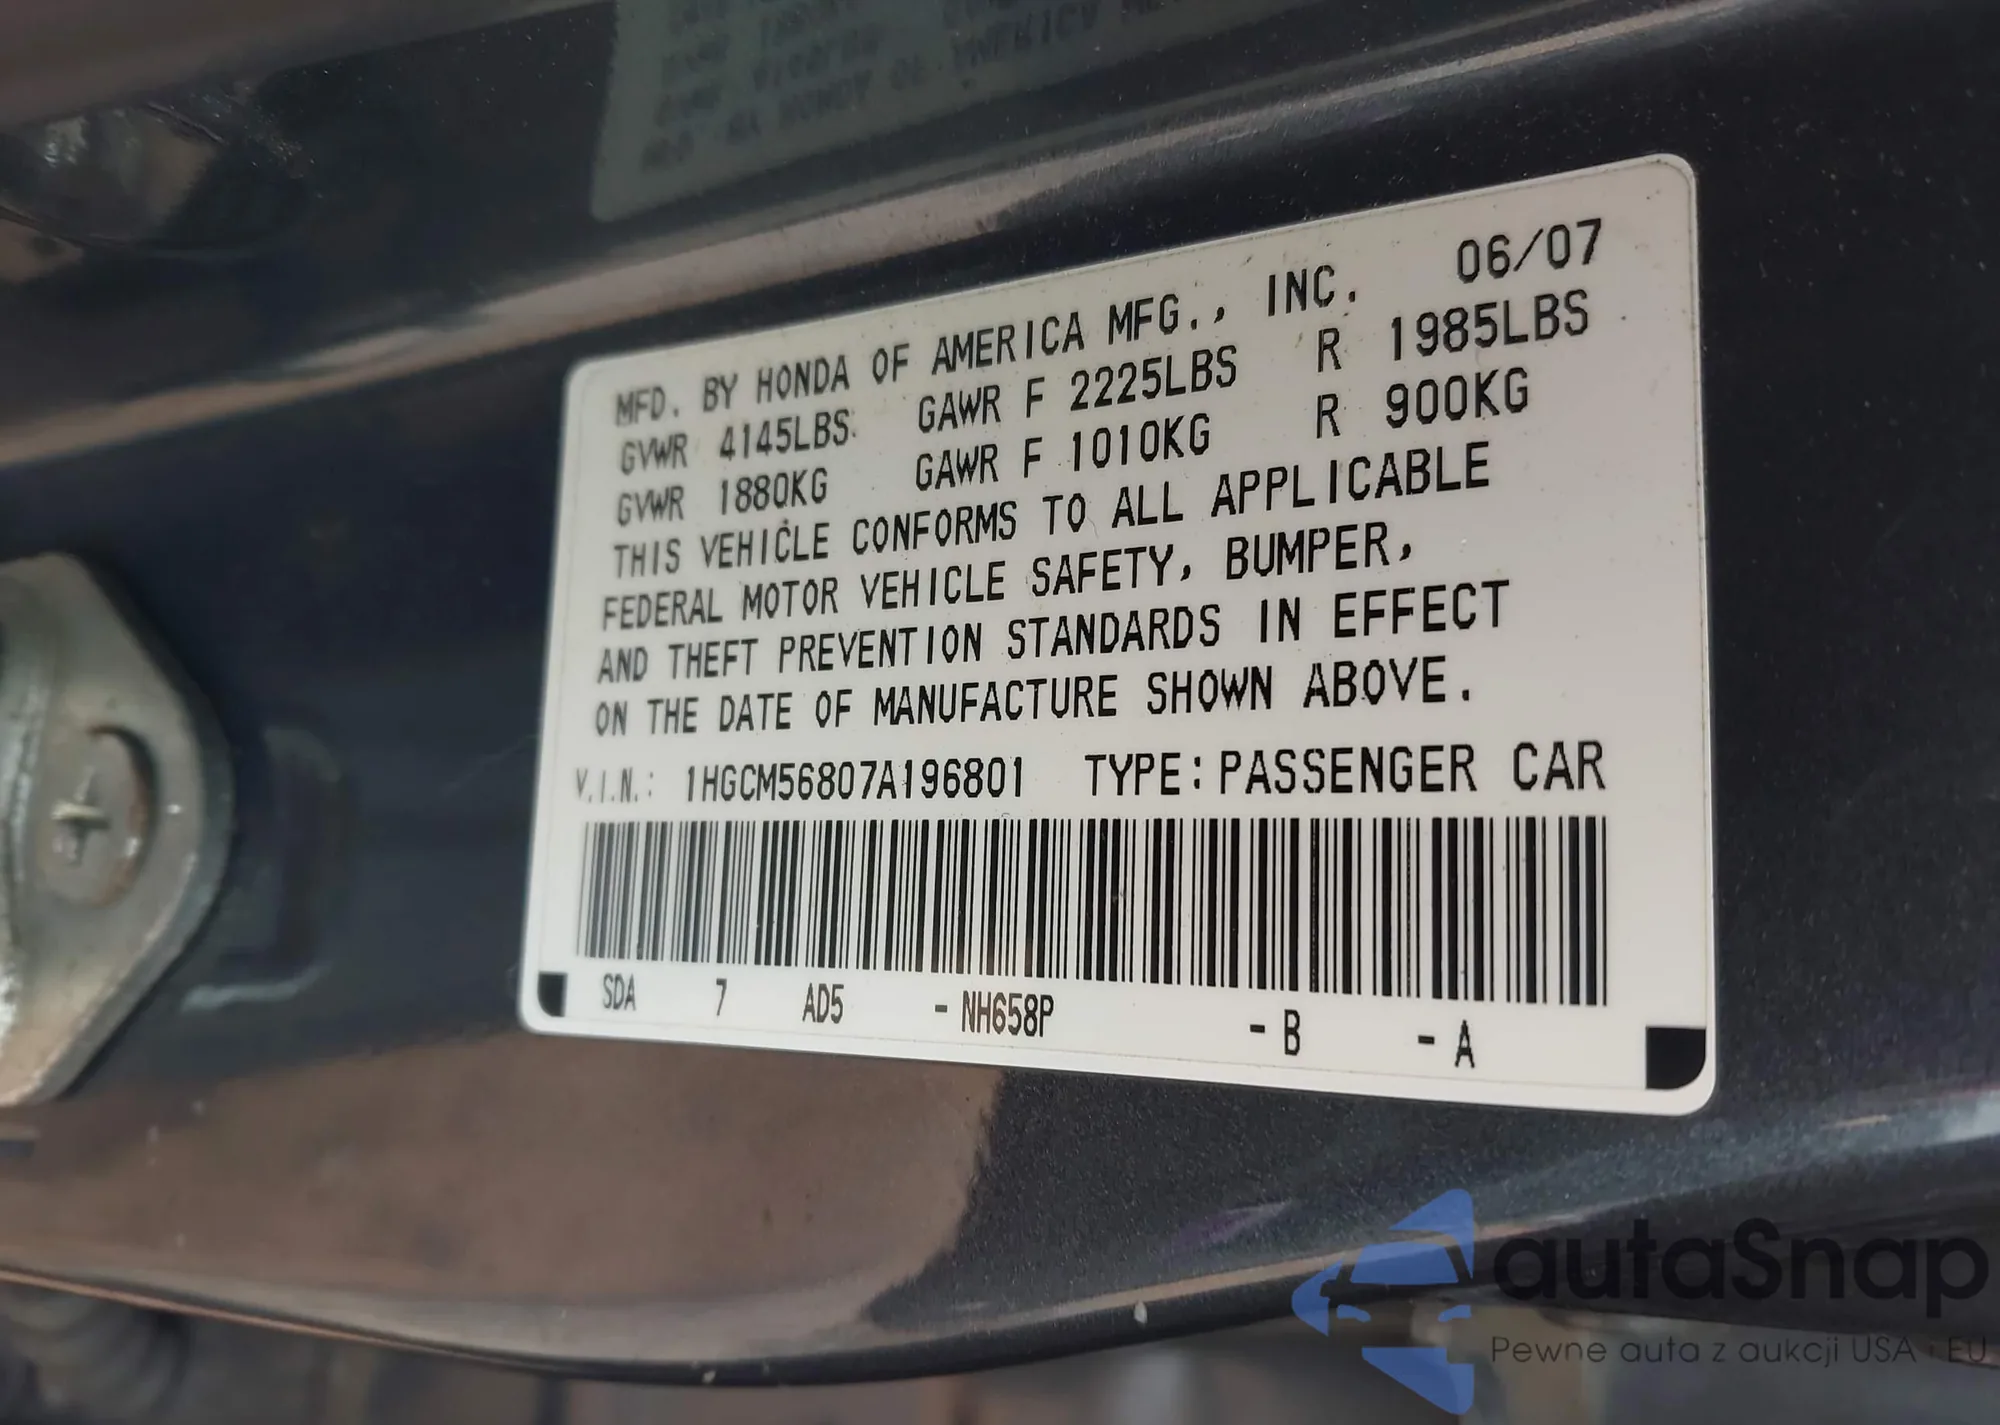 MFD. BY HONDA OF AMERICA MFG., INC. 06/07
GVWR 4145LBS GAWR F 2225LBS R 1985LBS
GVWR 1880KG GAWR F 1010KG R 900KG
THIS VEHICLE CONFORMS TO ALL APPLICABLE
FEDERAL MOTOR VEHICLE SAFETY, BUMPER,
AND THEFT PREVENTION STANDARDS IN EFFECT
ON THE DATE OF MANUFACTURE SHOWN ABOVE.
V.I.N.: 1HGCM56807A196801 TYPE:PASSENGER CAR
SDA 7 AD5 -NH658P -B -A
autaSnap
Pewne auta z aukcji USA i EU